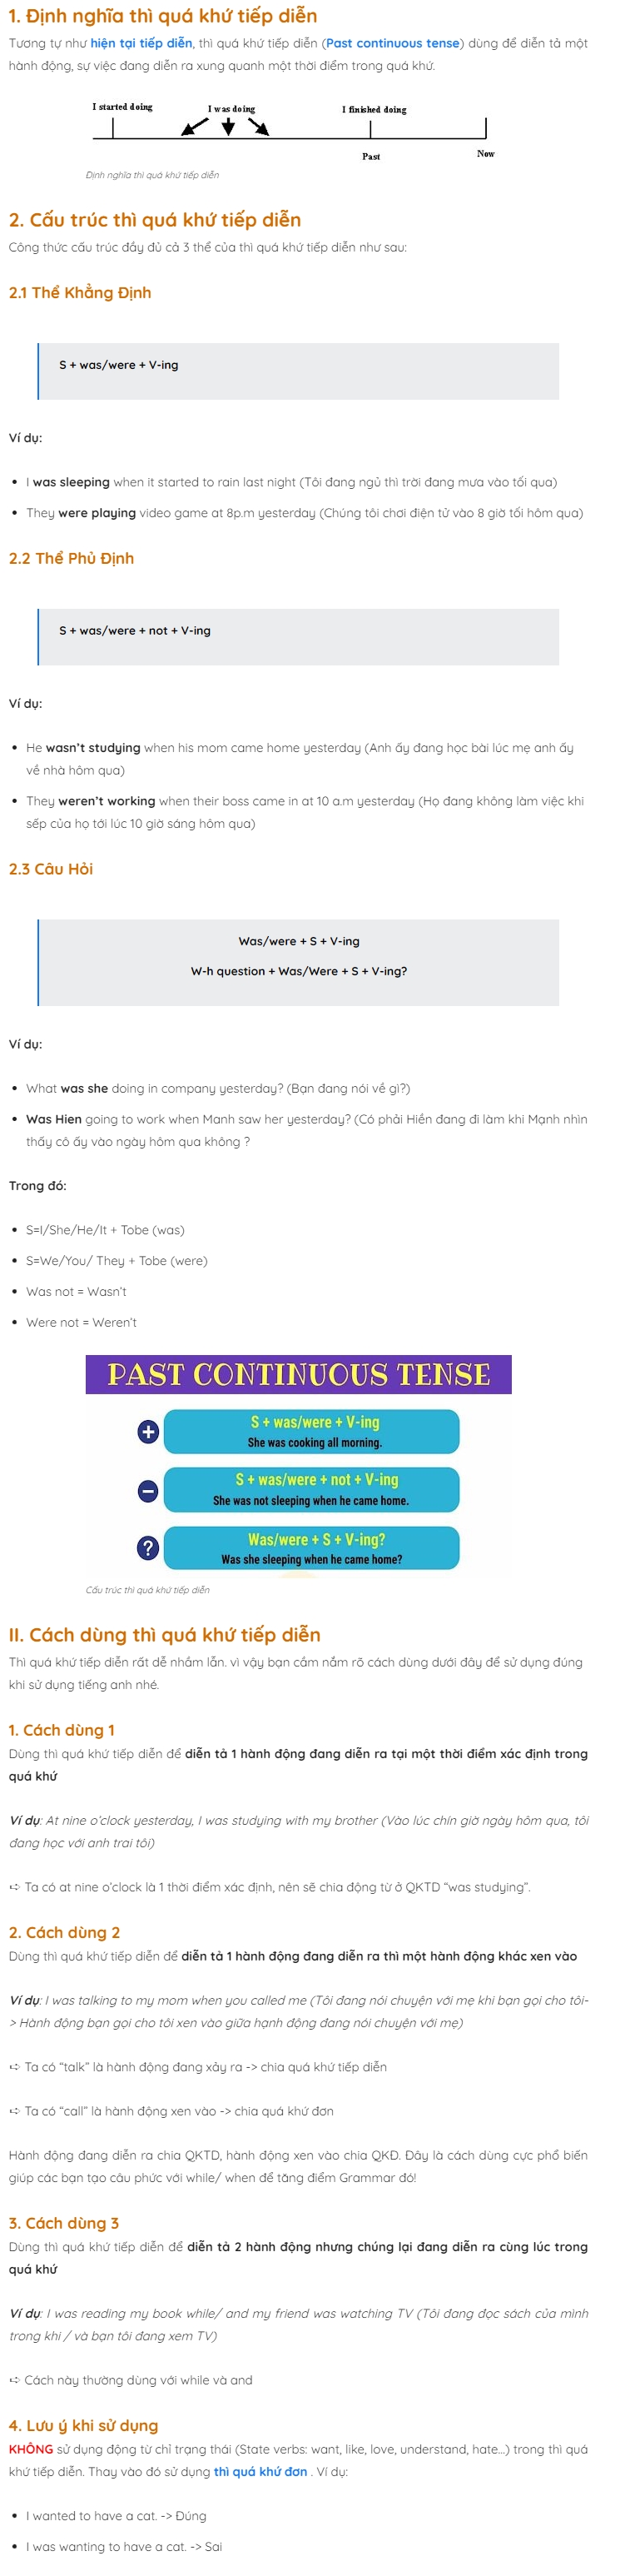 1. Định nghĩa thì quá khứ tiếp diễn
Tương tự như hiện tại tiếp diễn, thì quá khứ tiếp diễn (Past continuous tense) dùng để diễn tả một
hành động, sự việc đang diễn ra xung quanh một thời điểm trong quá khứ.
I started doing
I was doing
I finished doing
Past
Now
Định nghĩa thì quá khứ tiếp diễn
2. Cấu trúc thì quá khứ tiếp diễn
Công thức cấu trúc đầy đủ cả 3 thể của thì quá khứ tiếp diễn như sau:
2.1 Thể Khẳng Định
S + was/were + V-ing
Ví dụ:
• I was sleeping when it started to rain last night (Tôi đang ngủ thì trời đang mưa vào tối qua)
• They were playing video game at 8p.m yesterday (Chúng tôi chơi điện tử vào 8 giờ tối hôm qua)
2.2 Thể Phủ Định
S + was/were + not + V-ing
Ví dụ:
• He wasn't studying when his mom came home yesterday (Anh ấy đang học bài lúc mẹ anh ấy
về nhà hôm qua)
• They weren't working when their boss came in at 10 a.m yesterday (Họ đang không làm việc khi
sếp của họ tới lúc 10 giờ sáng hôm qua)
2.3 Câu Hỏi
Was/were + S + V-ing
W-h question + Was/Were + S + V-ing?
Ví dụ:
• What was she doing in company yesterday? (Bạn đang nói về gì?)
• Was Hien going to work when Manh saw her yesterday? (Có phải Hiền đang đi làm khi Mạnh nhìn
thấy cô ấy vào ngày hôm qua không ?
Trong đó:
• S=I/She/He/It + Tobe (was)
• S=We/You/ They + Tobe (were)
• Was not = Wasn't
• Were not = Weren't
PAST CONTINUOUS TENSE
+
S + was/were + V-ing
She was cooking all morning.
−
S + was/were + not + V-ing
She was not sleeping when he came home.
?
Was/were + S + V-ing?
Was she sleeping when he came home?
Cấu trúc thì quá khứ tiếp diễn
II. Cách dùng thì quá khứ tiếp diễn
Thì quá khứ tiếp diễn rất dễ nhầm lẫn. vì vậy bạn cầm nắm rõ cách dùng dưới đây để sử dụng đúng
khi sử dụng tiếng anh nhé.
1. Cách dùng 1
Dùng thì quá khứ tiếp diễn để diễn tả 1 hành động đang diễn ra tại một thời điểm xác định trong
quá khứ
Ví dụ: At nine o'clock yesterday, I was studying with my brother (Vào lúc chín giờ ngày hôm qua, tôi
đang học với anh trai tôi)
➪ Ta có at nine o'clock là 1 thời điểm xác định, nên sẽ chia động từ ở QKTD "was studying".
2. Cách dùng 2
Dùng thì quá khứ tiếp diễn để diễn tả 1 hành động đang diễn ra thì một hành động khác xen vào
Ví dụ: I was talking to my mom when you called me (Tôi đang nói chuyện với mẹ khi bạn gọi cho tôi-
> Hành động bạn gọi cho tôi xen vào giữa hạnh động đang nói chuyện với mẹ)
➪ Ta có "talk" là hành động đang xảy ra -> chia quá khứ tiếp diễn
➪ Ta có "call" là hành động xen vào -> chia quá khứ đơn
Hành động đang diễn ra chia QKTD, hành động xen vào chia QKĐ. Đây là cách dùng cực phổ biến
giúp các bạn tạo câu phức với while/ when để tăng điểm Grammar đó!
3. Cách dùng 3
Dùng thì quá khứ tiếp diễn để diễn tả 2 hành động nhưng chúng lại đang diễn ra cùng lúc trong
quá khứ
Ví dụ: I was reading my book while/ and my friend was watching TV (Tôi đang đọc sách của mình
trong khi / và bạn tôi đang xem TV)
➪ Cách này thường dùng với while và and
4. Lưu ý khi sử dụng
KHÔNG sử dụng động từ chỉ trạng thái (State verbs: want, like, love, understand, hate...) trong thì quá
khứ tiếp diễn. Thay vào đó sử dụng thì quá khứ đơn . Ví dụ:
• I wanted to have a cat. -> Đúng
• I was wanting to have a cat. -> Sai